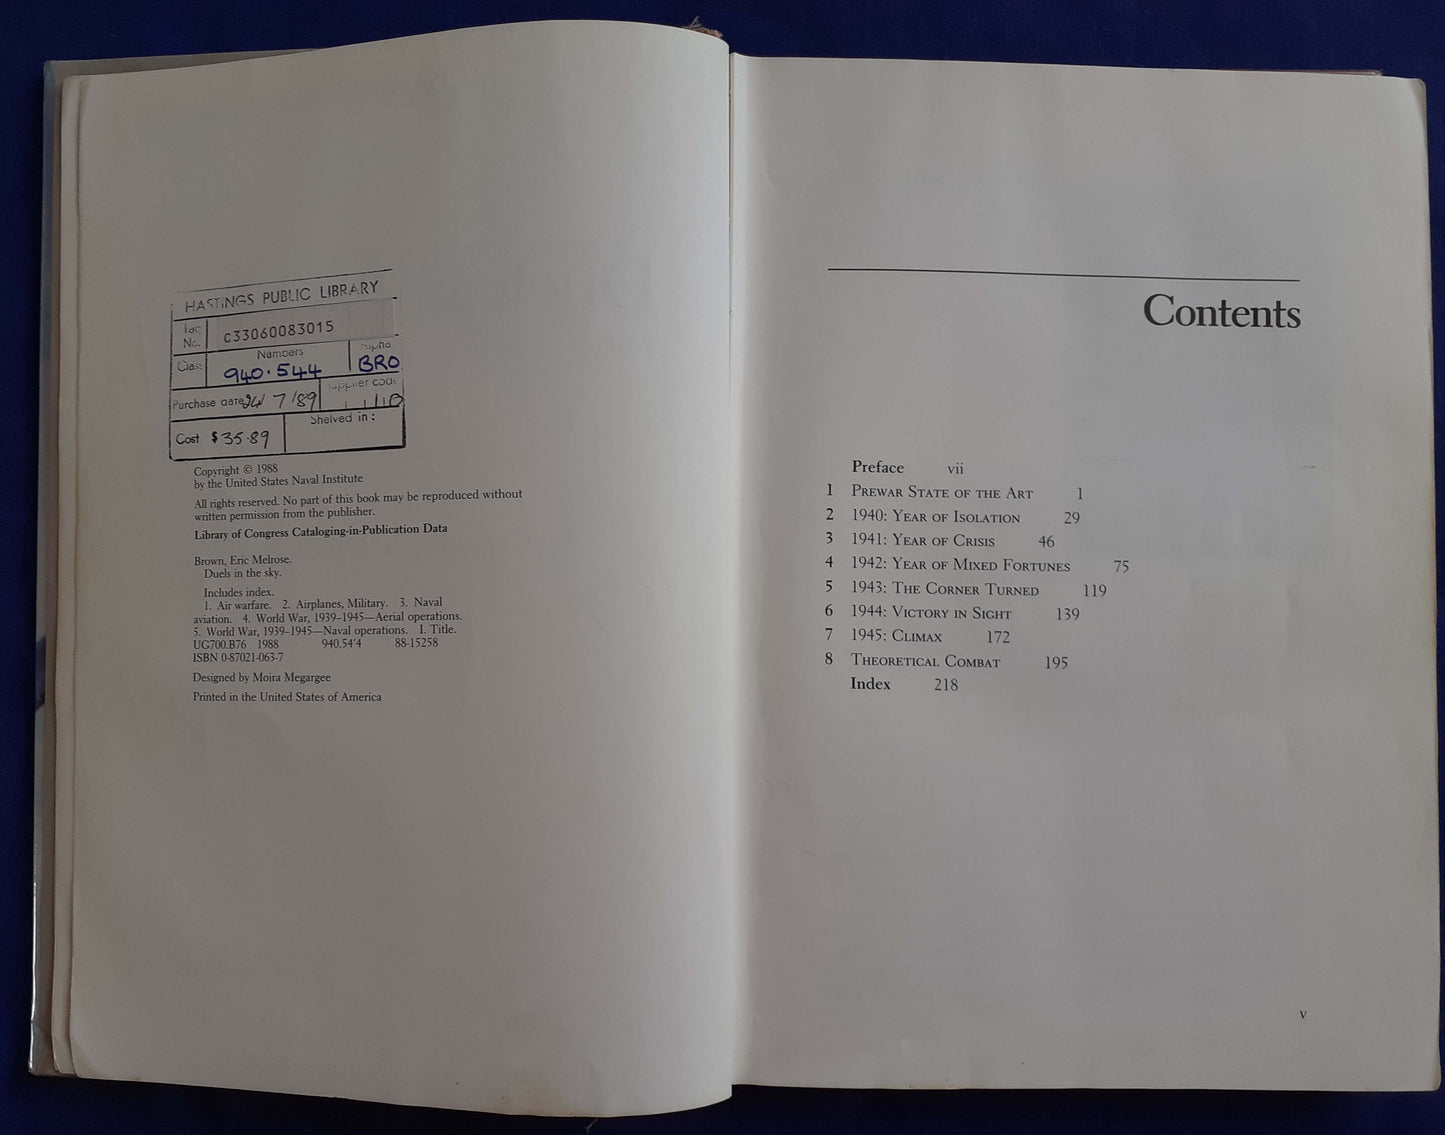 HASTINGS PUBLIC LIBRARY
Tag No. C33060083015
Class Numbers 940.544 Alpha BRO
Purchase date 24/7/89 Supplier code
Cost $35.89 Shelved in:
Copyright © 1988
by the United States Naval Institute
All rights reserved. No part of this book may be reproduced without
written permission from the publisher.
Library of Congress Cataloging-in-Publication Data
Brown, Eric Melrose.
Duels in the sky.
Includes index.
1. Air warfare. 2. Airplanes, Military. 3. Naval
aviation. 4. World War, 1939–1945—Aerial operations.
5. World War, 1939–1945—Naval operations. I. Title.
UG700.B76 1988 940.54'4 88-15258
ISBN 0-87021-063-7
Designed by Moira Megargee
Printed in the United States of America
Contents
Preface vii
1 Prewar State of the Art 1
2 1940: Year of Isolation 29
3 1941: Year of Crisis 46
4 1942: Year of Mixed Fortunes 75
5 1943: The Corner Turned 119
6 1944: Victory in Sight 139
7 1945: Climax 172
8 Theoretical Combat 195
Index 218
v